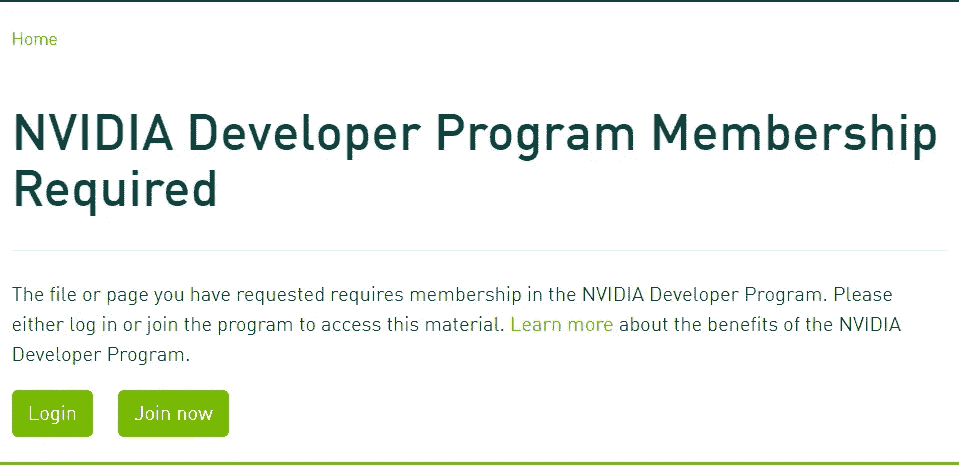 Home
NVIDIA Developer Program Membership
Required
The file or page you have requested requires membership in the NVIDIA Developer Program. Please
either log in or join the program to access this material. Learn more about the benefits of the NVIDIA
Developer Program.
Login
Join now